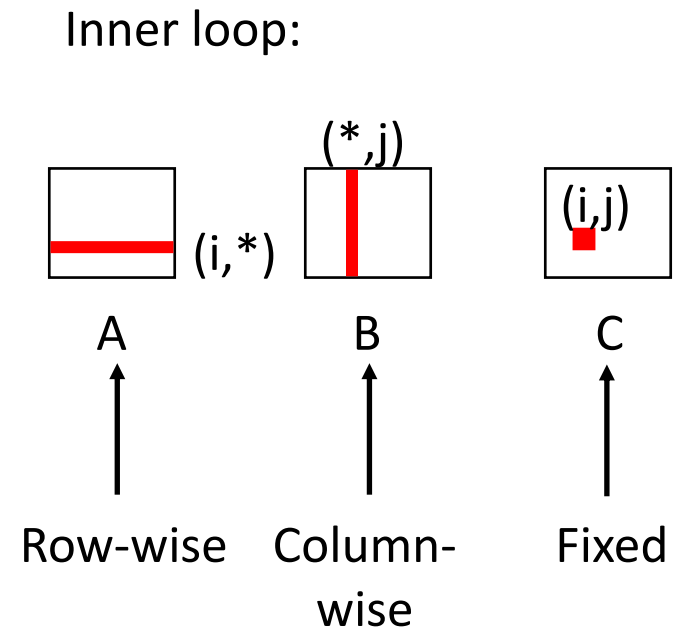 Inner loop:
(*,j)
(i,*)
(i,j)
A B C
Row-wise Column- Fixed
wise